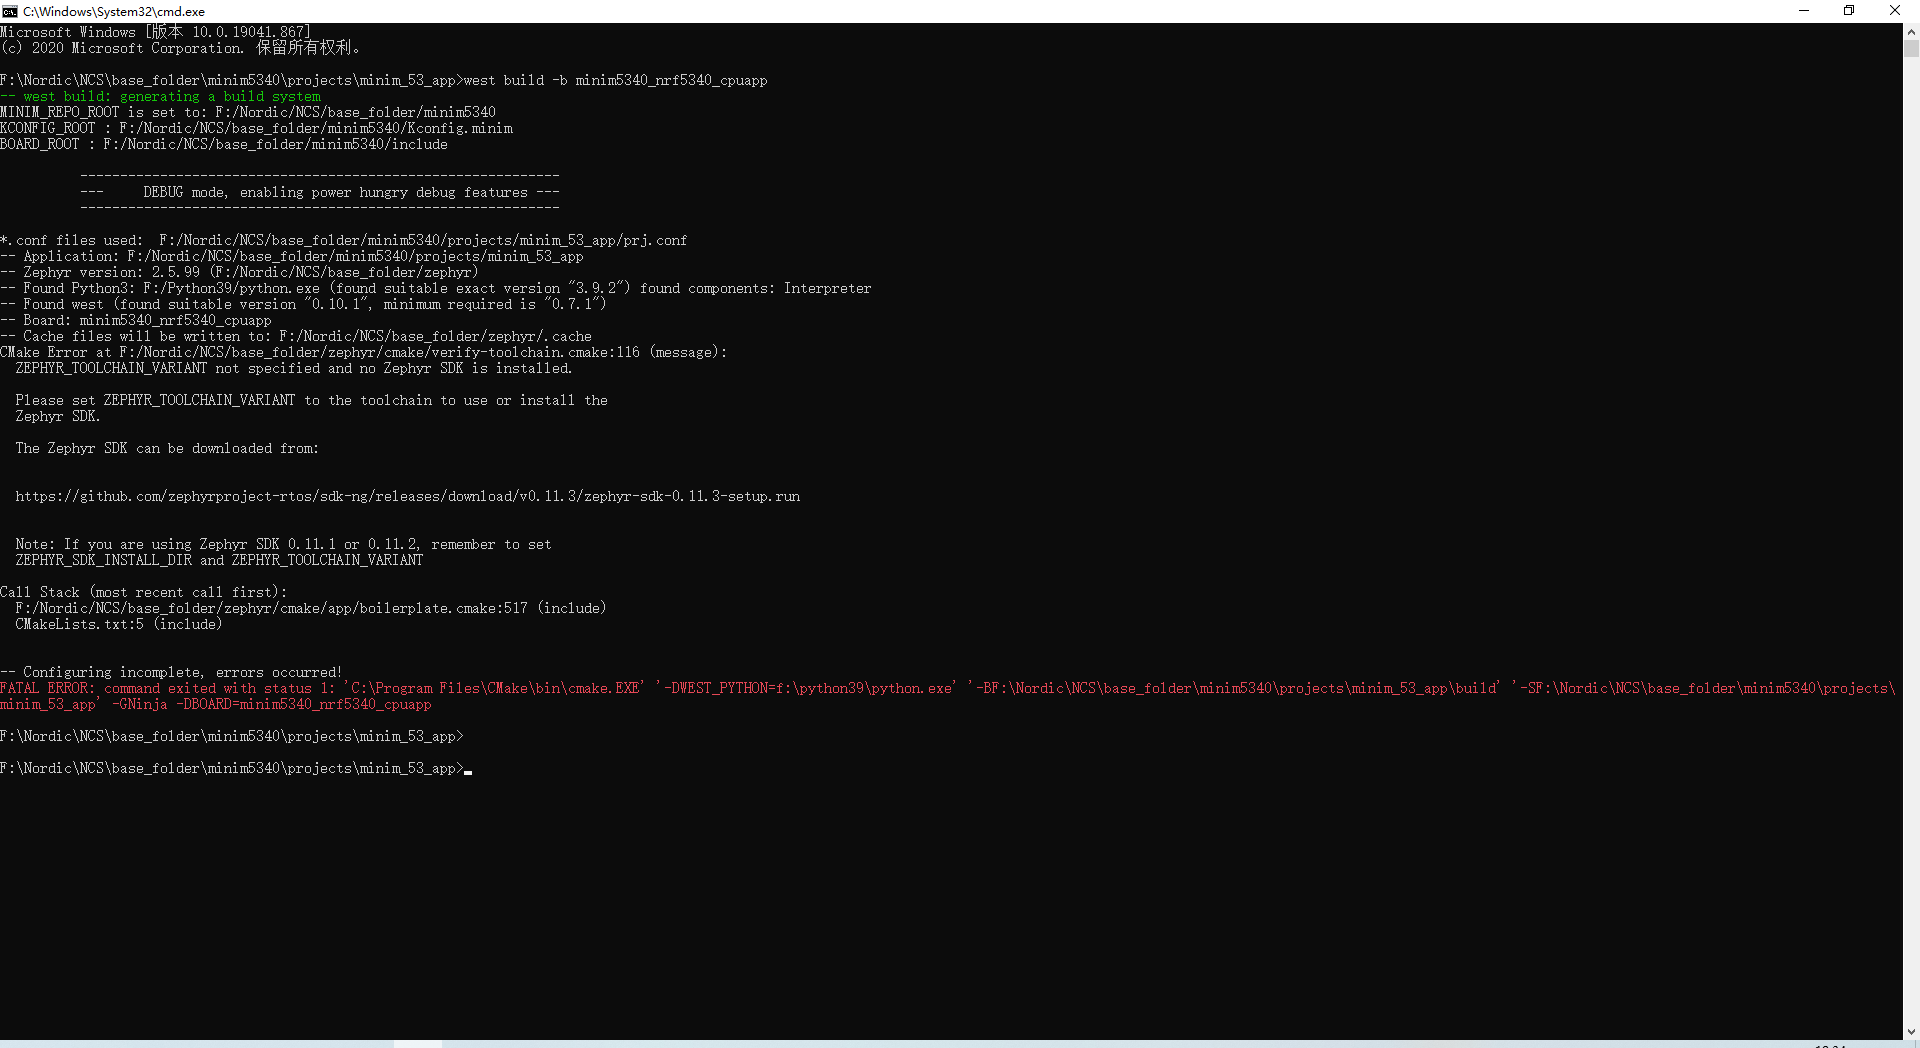 C:\Windows\System32\cmd.exe
Microsoft Windows [版本 10.0.19041.867]
(c) 2020 Microsoft Corporation. 保留所有权利。
F:\Nordic\NCS\base_folder\minim5340\projects\minim_53_app>west build -b minim5340_nrf5340_cpuapp
-- west build: generating a build system
MINIM_REPO_ROOT is set to: F:/Nordic/NCS/base_folder/minim5340
KCONFIG_ROOT : F:/Nordic/NCS/base_folder/minim5340/Kconfig.minim
BOARD_ROOT : F:/Nordic/NCS/base_folder/minim5340/include
------------------------------------------------------------
---     DEBUG mode, enabling power hungry debug features ---
------------------------------------------------------------
*.conf files used:  F:/Nordic/NCS/base_folder/minim5340/projects/minim_53_app/prj.conf
-- Application: F:/Nordic/NCS/base_folder/minim5340/projects/minim_53_app
-- Zephyr version: 2.5.99 (F:/Nordic/NCS/base_folder/zephyr)
-- Found Python3: F:/Python39/python.exe (found suitable exact version "3.9.2") found components: Interpreter
-- Found west (found suitable version "0.10.1", minimum required is "0.7.1")
-- Board: minim5340_nrf5340_cpuapp
-- Cache files will be written to: F:/Nordic/NCS/base_folder/zephyr/.cache
CMake Error at F:/Nordic/NCS/base_folder/zephyr/cmake/verify-toolchain.cmake:116 (message):
  ZEPHYR_TOOLCHAIN_VARIANT not specified and no Zephyr SDK is installed.
  Please set ZEPHYR_TOOLCHAIN_VARIANT to the toolchain to use or install the
  Zephyr SDK.
  The Zephyr SDK can be downloaded from:
  https://github.com/zephyrproject-rtos/sdk-ng/releases/download/v0.11.3/zephyr-sdk-0.11.3-setup.run
  Note: If you are using Zephyr SDK 0.11.1 or 0.11.2, remember to set
  ZEPHYR_SDK_INSTALL_DIR and ZEPHYR_TOOLCHAIN_VARIANT
Call Stack (most recent call first):
  F:/Nordic/NCS/base_folder/zephyr/cmake/app/boilerplate.cmake:517 (include)
  CMakeLists.txt:5 (include)
-- Configuring incomplete, errors occurred!
FATAL ERROR: command exited with status 1: 'C:\Program Files\CMake\bin\cmake.EXE' '-DWEST_PYTHON=f:\python39\python.exe' '-BF:\Nordic\NCS\base_folder\minim5340\projects\minim_53_app\build' '-SF:\Nordic\NCS\base_folder\minim5340\projects\
minim_53_app' -GNinja -DBOARD=minim5340_nrf5340_cpuapp
F:\Nordic\NCS\base_folder\minim5340\projects\minim_53_app>
F:\Nordic\NCS\base_folder\minim5340\projects\minim_53_app>